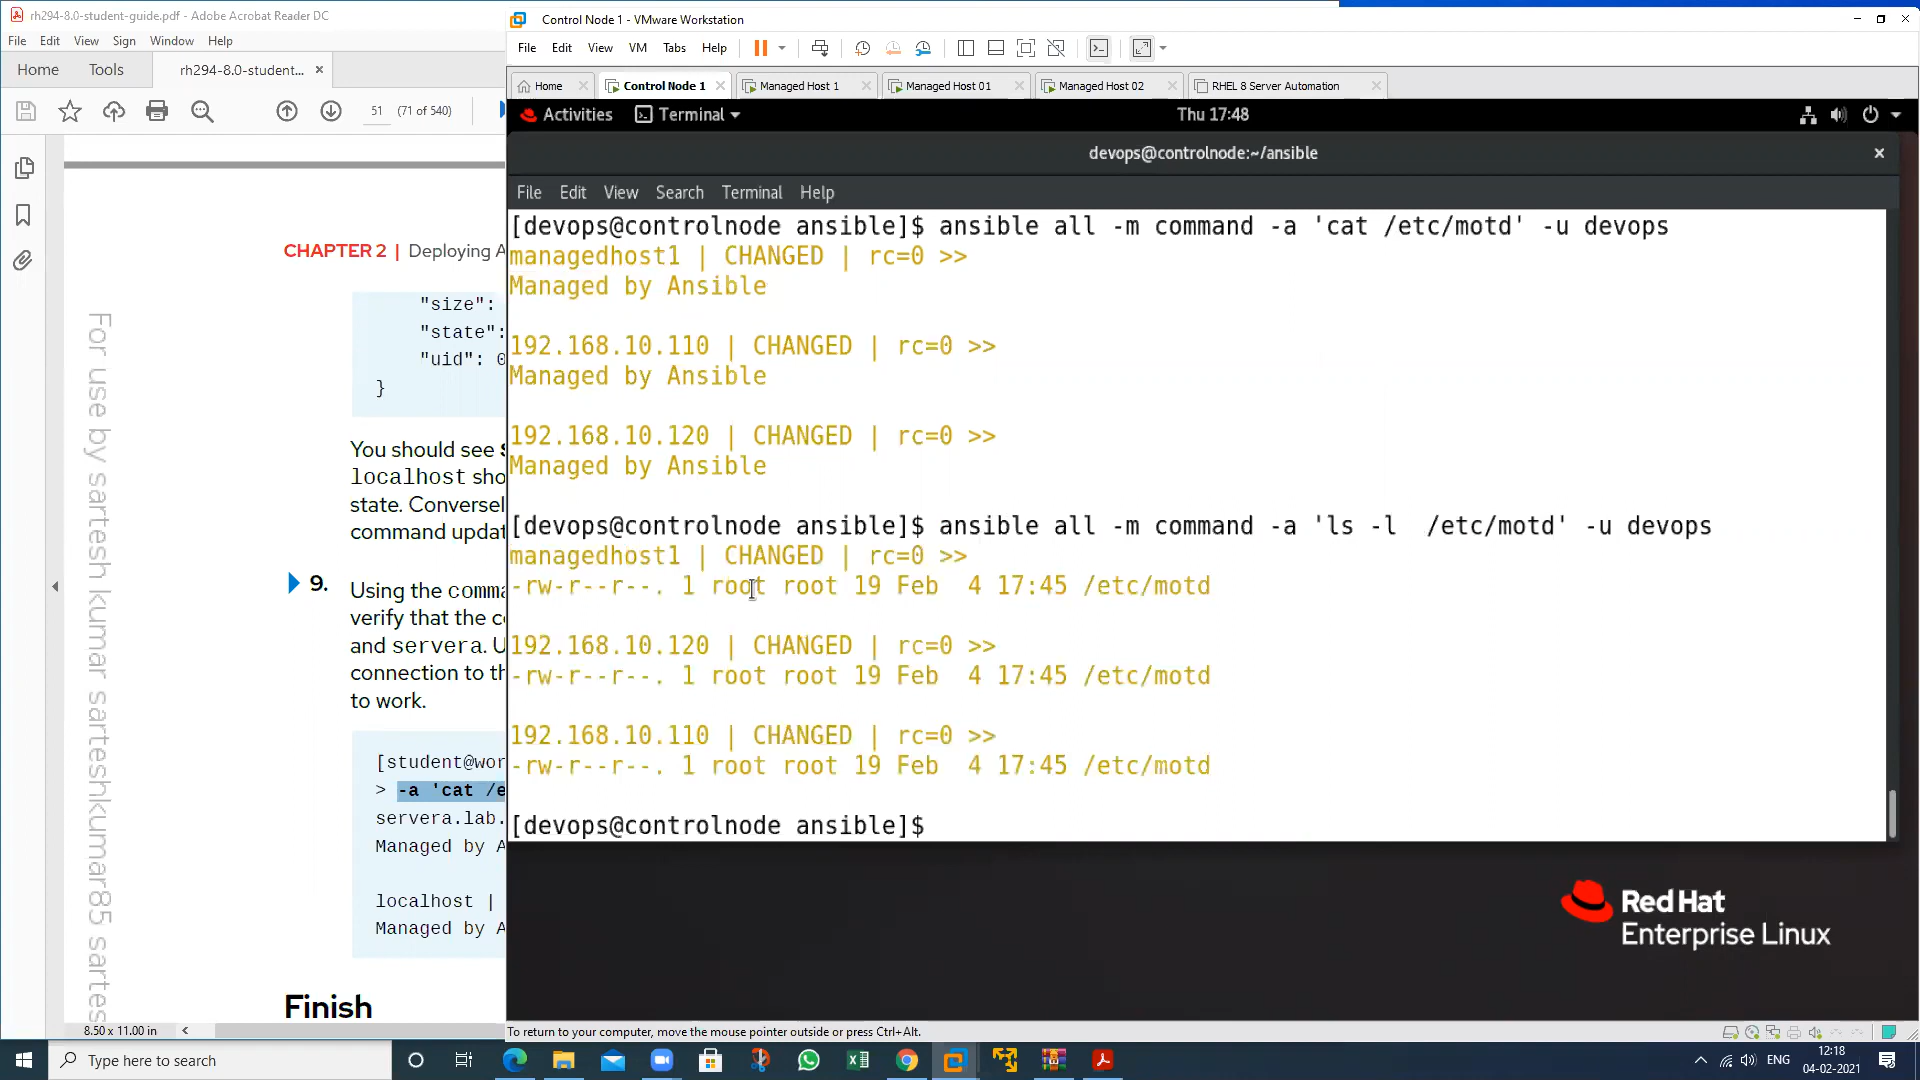 rh294-8.0-student-guide.pdf - Adobe Acrobat Reader DC
File Edit View Sign Window Help
Home Tools rh294-8.0-student... ×
51 (71 of 540)
CHAPTER 2 | Deploying A
"size":
"state":
"uid": 0
}
You should see s
localhost sho
state. Conversel
command updat
9. Using the comma
verify that the co
and servera. U
connection to th
to work.
[student@wor
> -a 'cat /e
servera.lab.
Managed by A
localhost |
Managed by A
Finish
8.50 x 11.00 in
For use by sartesh kumar sarteshkumar85 sartes
Control Node 1 - VMware Workstation
File Edit View VM Tabs Help
Home Control Node 1 Managed Host 1 Managed Host 01 Managed Host 02 RHEL 8 Server Automation
Activities Terminal Thu 17:48
devops@controlnode:~/ansible
File Edit View Search Terminal Help
[devops@controlnode ansible]$ ansible all -m command -a 'cat /etc/motd' -u devops
managedhost1 | CHANGED | rc=0 >>
Managed by Ansible
192.168.10.110 | CHANGED | rc=0 >>
Managed by Ansible
192.168.10.120 | CHANGED | rc=0 >>
Managed by Ansible
[devops@controlnode ansible]$ ansible all -m command -a 'ls -l  /etc/motd' -u devops
managedhost1 | CHANGED | rc=0 >>
-rw-r--r--. 1 root root 19 Feb  4 17:45 /etc/motd
192.168.10.120 | CHANGED | rc=0 >>
-rw-r--r--. 1 root root 19 Feb  4 17:45 /etc/motd
192.168.10.110 | CHANGED | rc=0 >>
-rw-r--r--. 1 root root 19 Feb  4 17:45 /etc/motd
[devops@controlnode ansible]$
Red Hat
Enterprise Linux
To return to your computer, move the mouse pointer outside or press Ctrl+Alt.
Type here to search
ENG
12:18
04-02-2021